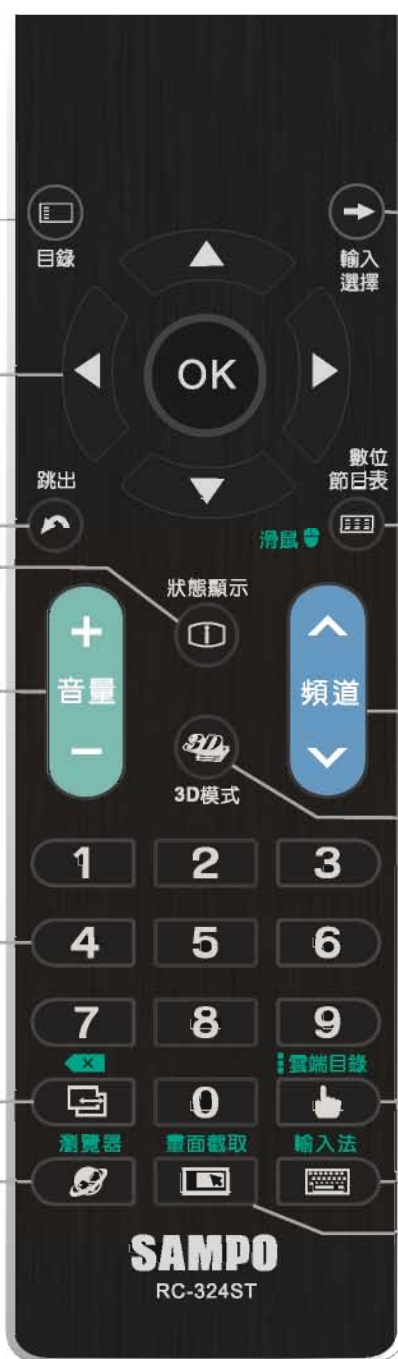 目錄
輸入
選擇
OK
跳出
數位
節目表
滑鼠
狀態顯示
+
音量
−
頻道
3D
3D模式
1 2 3
4 5 6
7 8 9
雲端目錄
0
瀏覽器 畫面截取 輸入法
SAMPO
RC-324ST